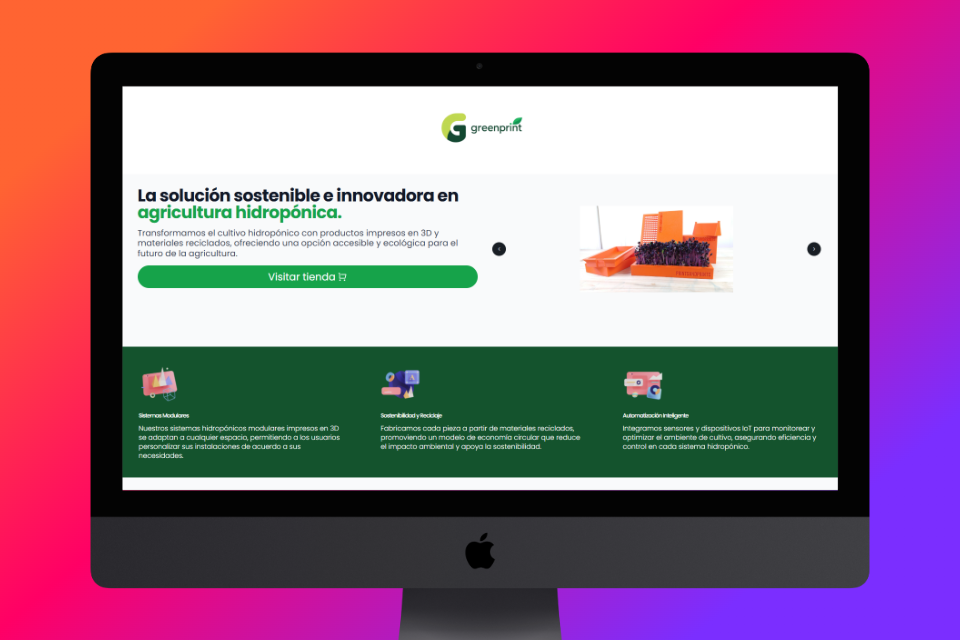 greenprint
La solución sostenible e innovadora en
agricultura hidropónica.
Transformamos el cultivo hidropónico con productos impresos en 3D y
materiales reciclados, ofreciendo una opción accesible y ecológica para el
futuro de la agricultura.
Visitar tienda
Sistemas Modulares
Nuestros sistemas hidropónicos modulares impresos en 3D
se adaptan a cualquier espacio, permitiendo a los usuarios
personalizar sus instalaciones de acuerdo a sus
necesidades.
Sostenibilidad y Reciclaje
Fabricamos cada pieza a partir de materiales reciclados,
promoviendo un modelo de economía circular que reduce
el impacto ambiental y apoya la sostenibilidad.
Automatización Inteligente
Integramos sensores y dispositivos IoT para monitorear y
optimizar el ambiente de cultivo, asegurando eficiencia y
control en cada sistema hidropónico.